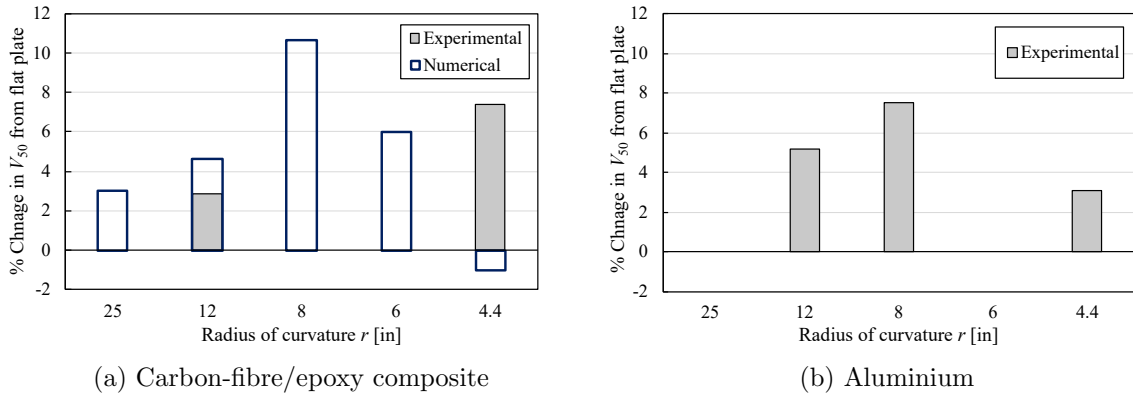 12
10
8
6
4
2
0
-2
% Chnage in V50 from flat plate
Experimental
Numerical
25 12 8 6 4.4
Radius of curvature r [in]
(a) Carbon-fibre/epoxy composite
12
10
8
6
4
2
0
-2
% Chnage in V50 from flat plate
Experimental
25 12 8 6 4.4
Radius of curvature r [in]
(b) Aluminium